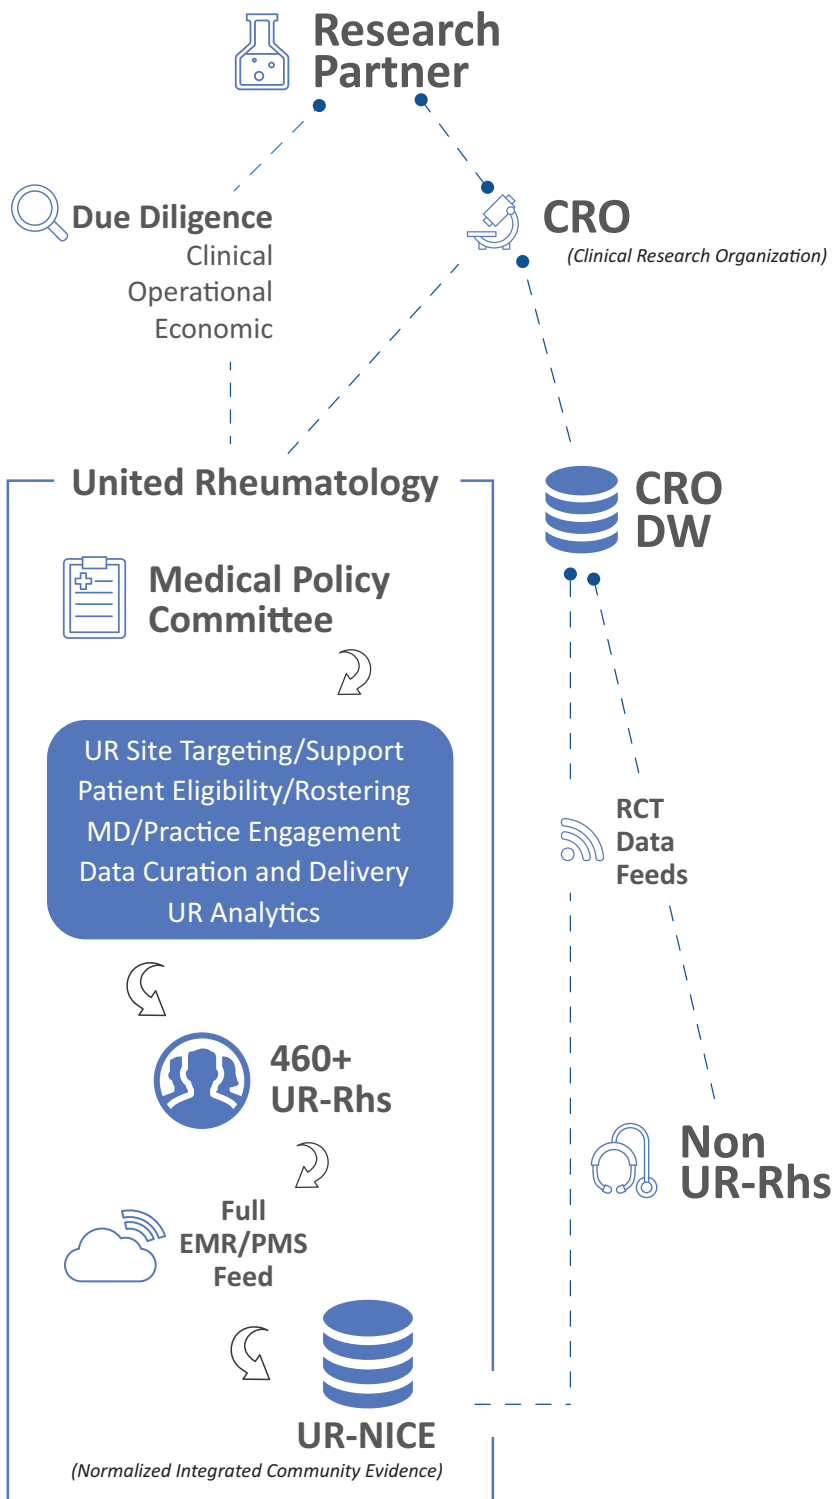 Research
Partner
Due Diligence
Clinical
Operational
Economic
CRO
(Clinical Research Organization)
United Rheumatology
Medical Policy
Committee
UR Site Targeting/Support
Patient Eligibility/Rostering
MD/Practice Engagement
Data Curation and Delivery
UR Analytics
460+
UR-Rhs
Full
EMR/PMS
Feed
UR-NICE
(Normalized Integrated Community Evidence)
CRO
DW
RCT
Data
Feeds
Non
UR-Rhs